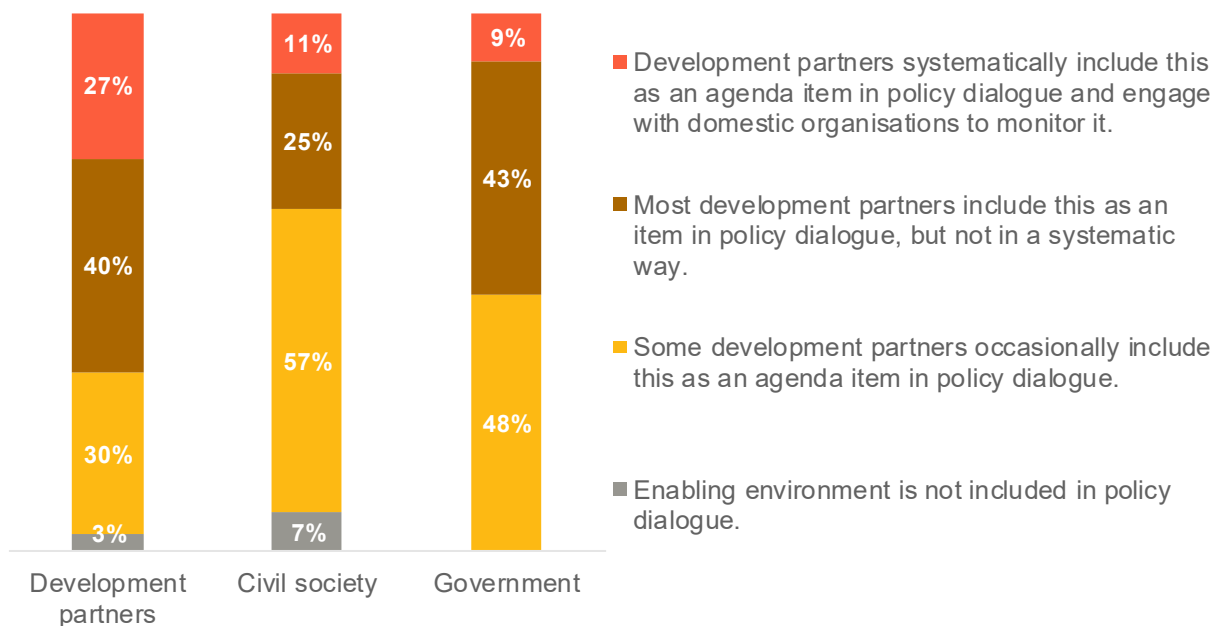 27%
40%
30%
3%
11%
25%
57%
7%
9%
43%
48%
Development
partners
Civil society
Government
Development partners systematically include this
as an agenda item in policy dialogue and engage
with domestic organisations to monitor it.
Most development partners include this as an
item in policy dialogue, but not in a systematic
way.
Some development partners occasionally include
this as an agenda item in policy dialogue.
Enabling environment is not included in policy
dialogue.